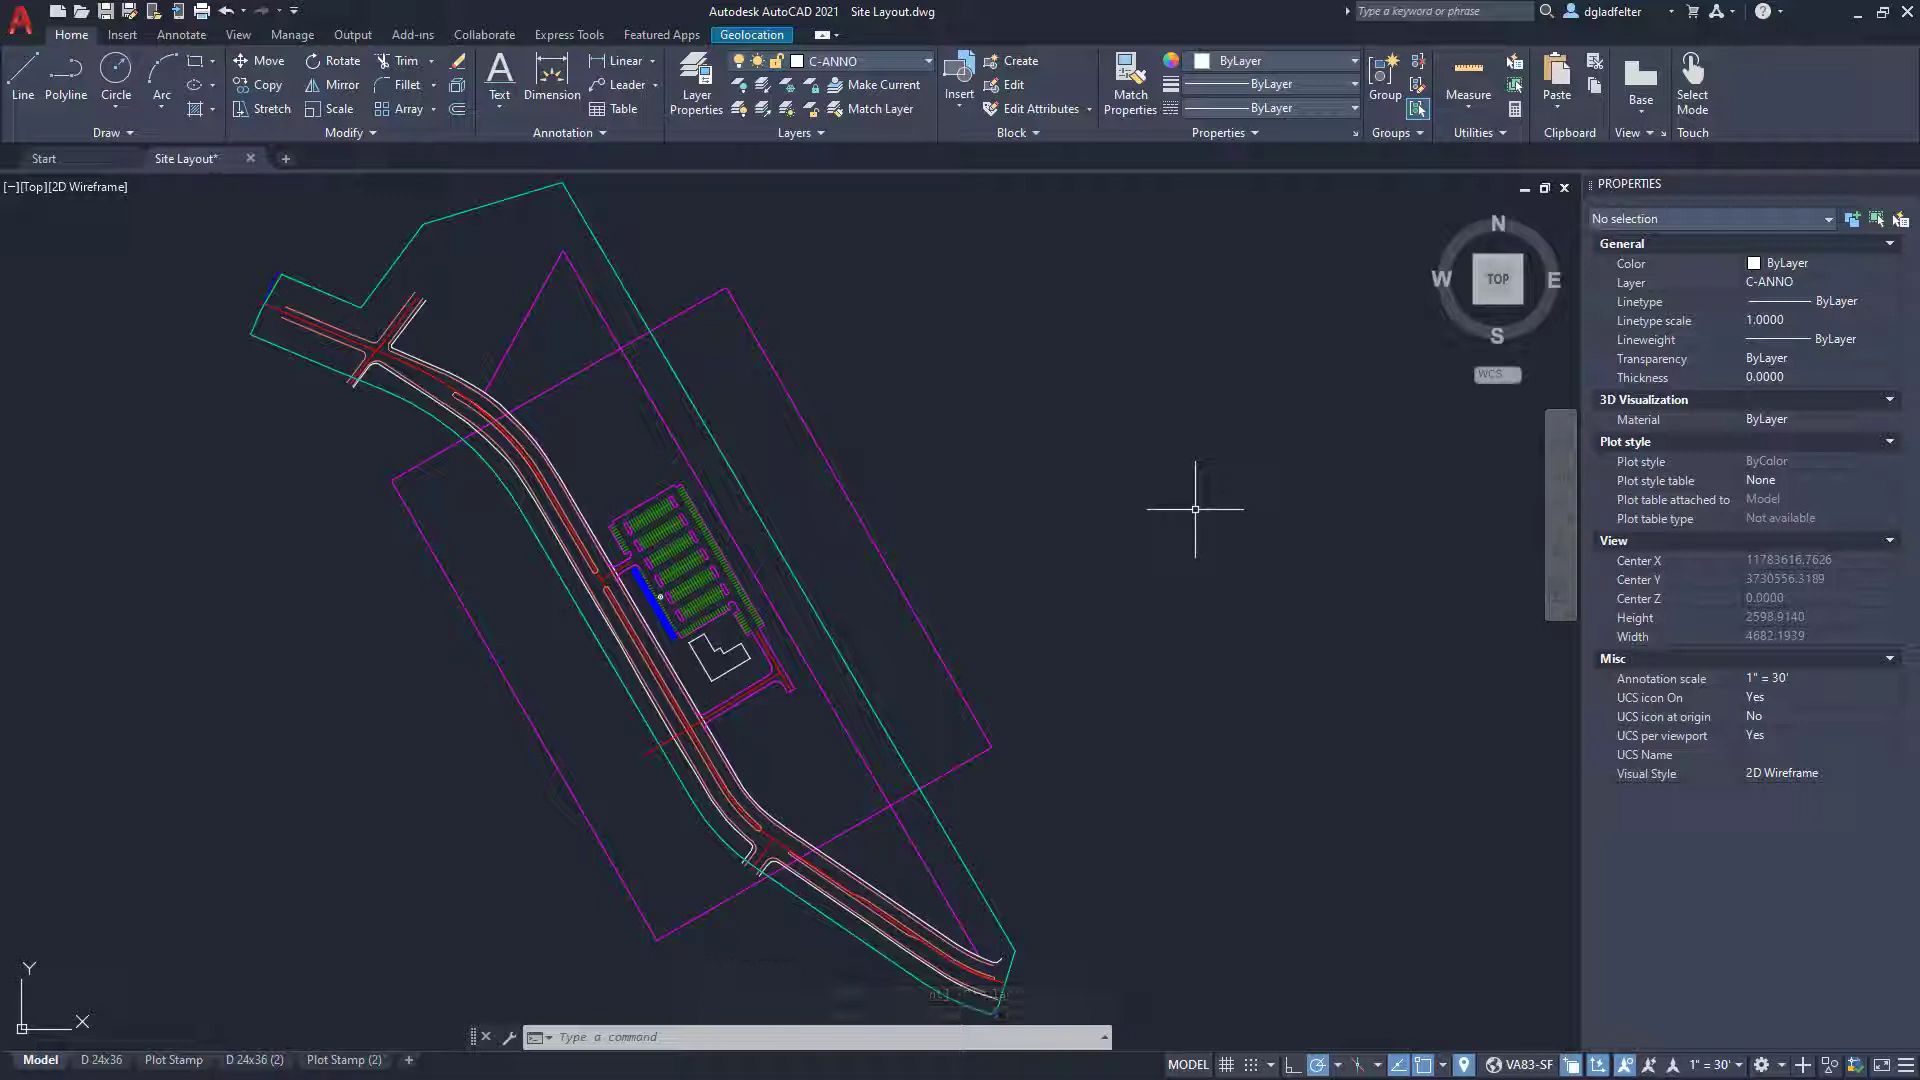 Autodesk AutoCAD 2021 Site Layout.dwg
Type a keyword or phrase
dgladfelter
Home Insert Annotate View Manage Output Add-ins Collaborate Express Tools Featured Apps Geolocation
Line Polyline Circle Arc
Move Rotate Trim
Copy Mirror Fillet
Stretch Scale Array
Text Dimension
Linear
Leader
Table
Layer Properties
C-ANNO
Make Current
Match Layer
Insert
Create
Edit
Edit Attributes
Match Properties
ByLayer
ByLayer
ByLayer
Group
Measure
Paste
Base
Select Mode
Draw Modify Annotation Layers Block Properties Groups Utilities Clipboard View Touch
Start Site Layout*
[−][Top][2D Wireframe]
N
W TOP E
S
WCS
PROPERTIES
No selection
General
Color ByLayer
Layer C-ANNO
Linetype ByLayer
Linetype scale 1.0000
Lineweight ByLayer
Transparency ByLayer
Thickness 0.0000
3D Visualization
Material ByLayer
Plot style
Plot style ByColor
Plot style table None
Plot table attached to Model
Plot table type Not available
View
Center X 11783616.7626
Center Y 3730556.3189
Center Z 0.0000
Height 2598.9140
Width 4682.1939
Misc
Annotation scale 1" = 30'
UCS icon On Yes
UCS icon at origin No
UCS per viewport Yes
UCS Name
Visual Style 2D Wireframe
Y
X
Type a command
Model D 24x36 Plot Stamp D 24x36 (2) Plot Stamp (2)
MODEL VA83-SF 1" = 30'